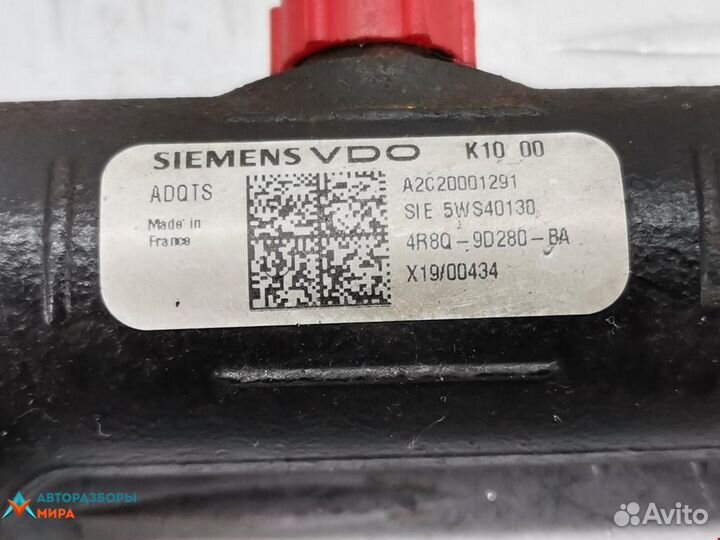 SIEMENS VDO K10 00
ADQTS
Made in
France
A2C20001291
SIE 5WS40130
4R8Q-9D280-BA
X19/00434
АВТОРАЗБОРЫ
МИРА
Avito